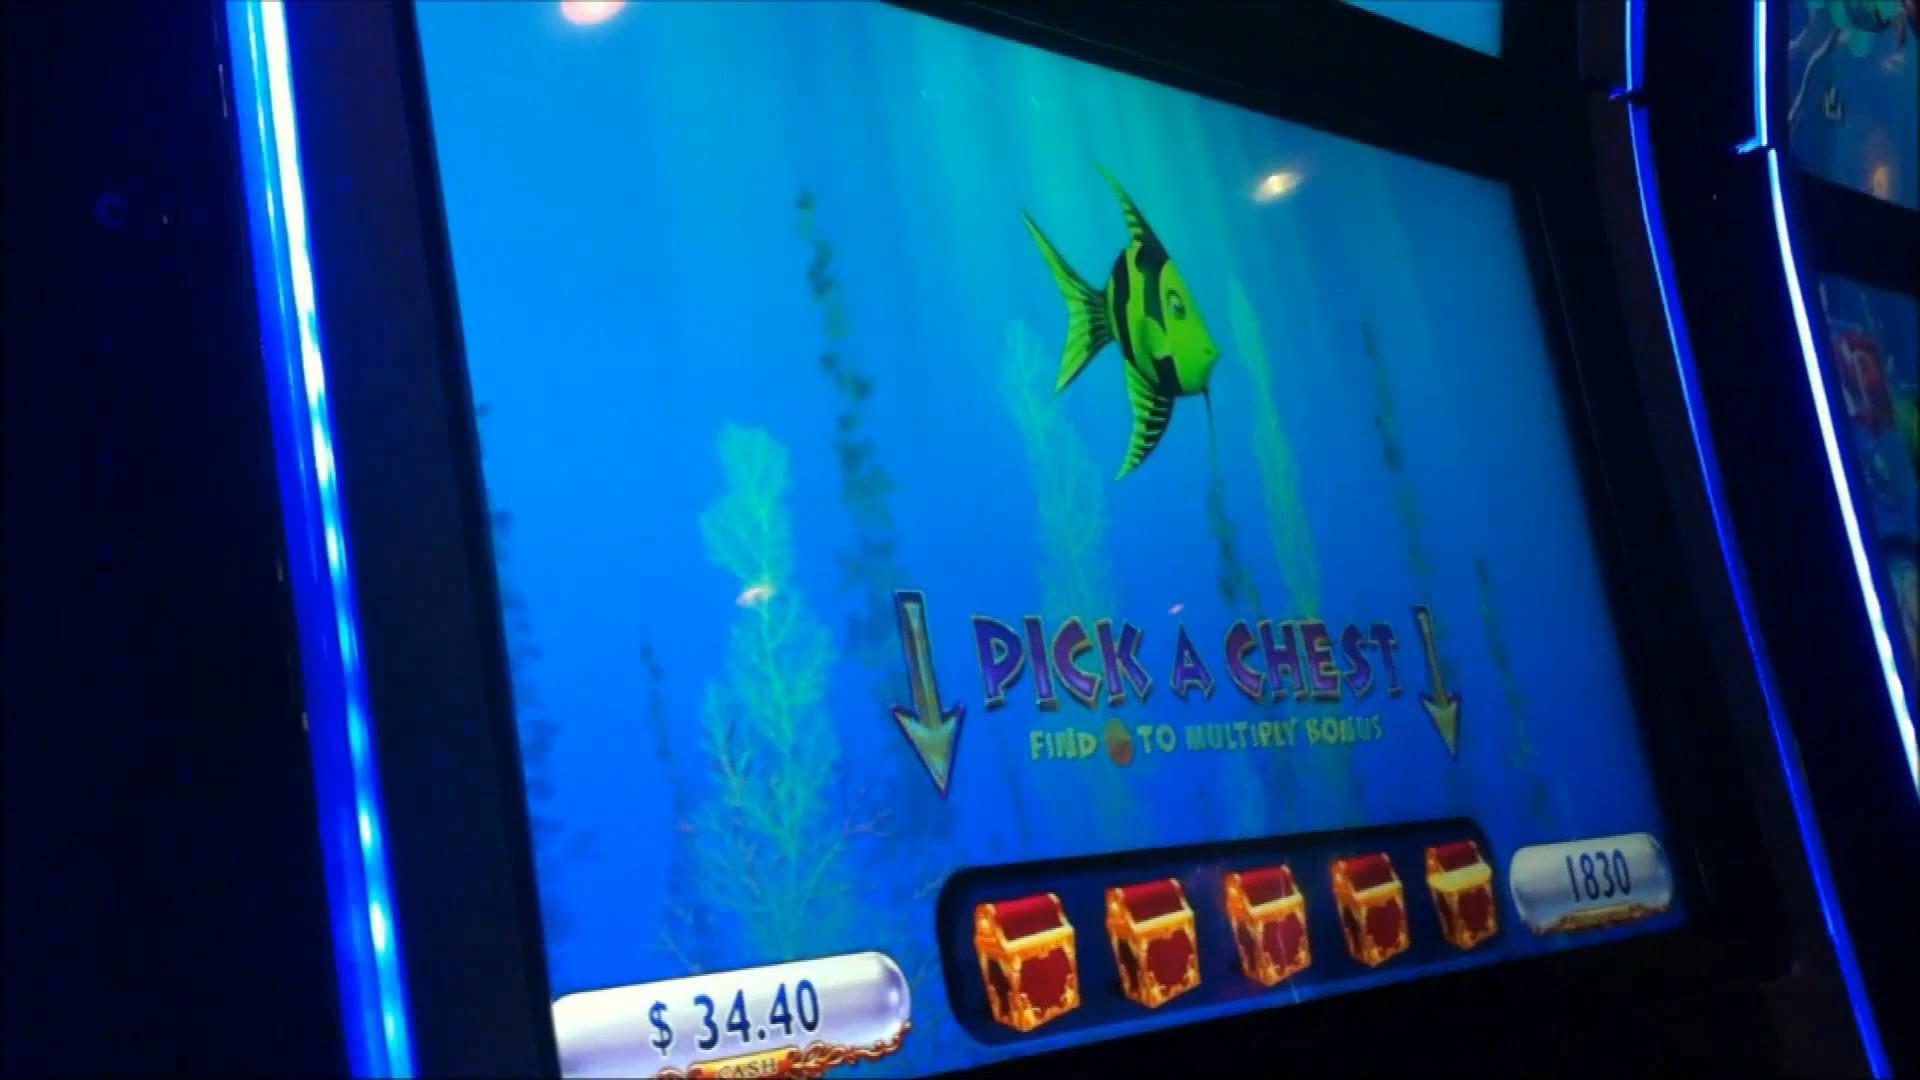 PICK A CHEST
FIND TO MULTIPLY BONUS
1830
$ 34.40
CASH